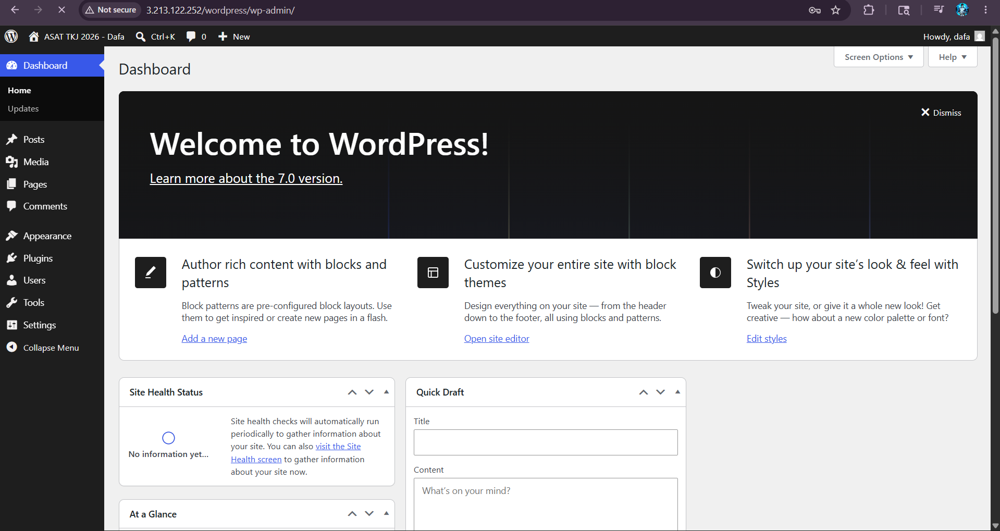 Not secure
3.213.122.252/wordpress/wp-admin/
ASAT TKJ 2026 - Dafa
Ctrl+K
0
New
Howdy, dafa
Dashboard
Home
Updates
Posts
Media
Pages
Comments
Appearance
Plugins
Users
Tools
Settings
Collapse Menu
Dashboard
Screen Options
Help
Dismiss
Welcome to WordPress!
Learn more about the 7.0 version.
Author rich content with blocks and
patterns
Block patterns are pre-configured block layouts. Use
them to get inspired or create new pages in a flash.
Add a new page
Customize your entire site with block
themes
Design everything on your site — from the header
down to the footer, all using blocks and patterns.
Open site editor
Switch up your site’s look & feel with
Styles
Tweak your site, or give it a whole new look! Get
creative — how about a new color palette or font?
Edit styles
Site Health Status
No information yet…
Site health checks will automatically run
periodically to gather information about
your site. You can also visit the Site
Health screen to gather information
about your site now.
At a Glance
Quick Draft
Title
Content
What’s on your mind?